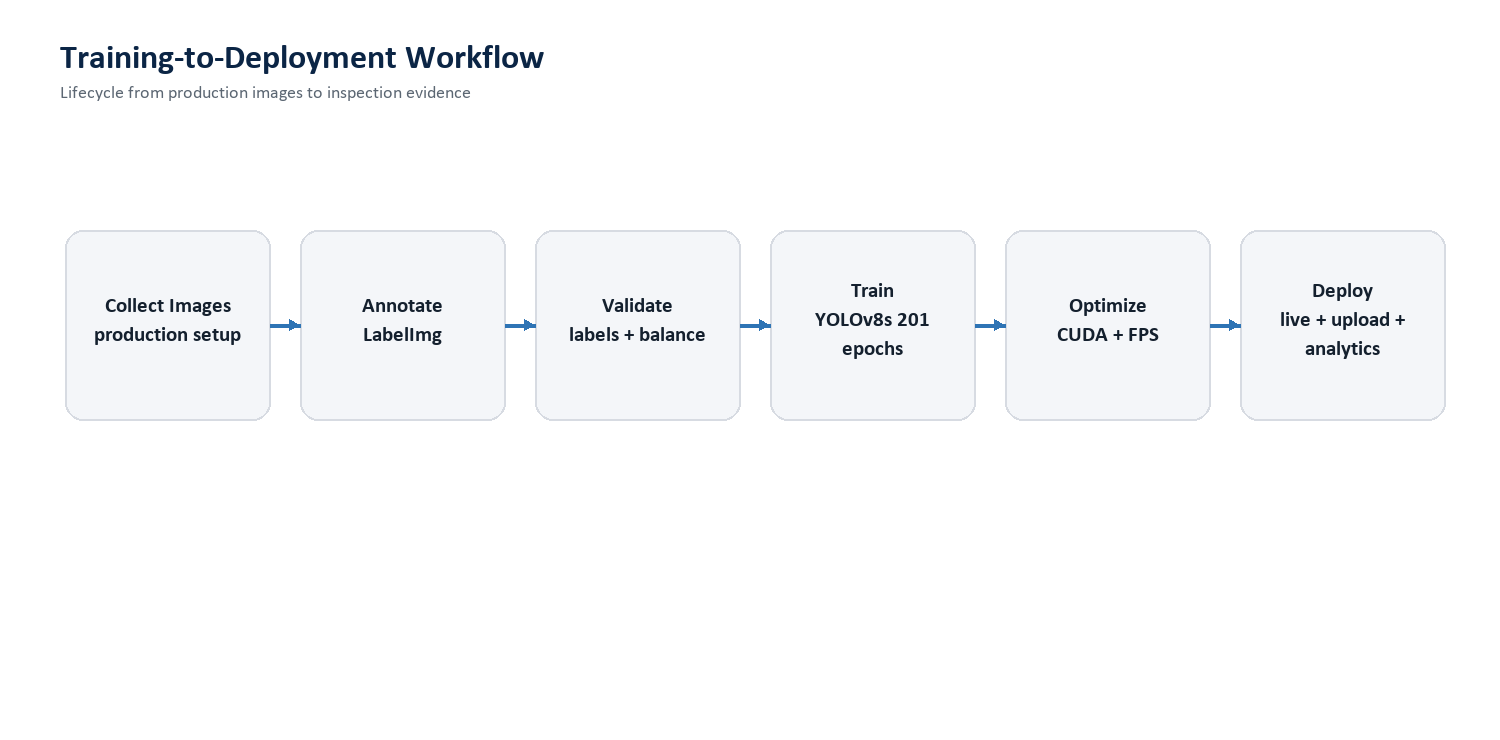 Training-to-Deployment Workflow
Lifecycle from production images to inspection evidence
Collect Images
production setup
Annotate
LabelImg
Validate
labels + balance
Train
YOLOv8s 201
epochs
Optimize
CUDA + FPS
Deploy
live + upload +
analytics